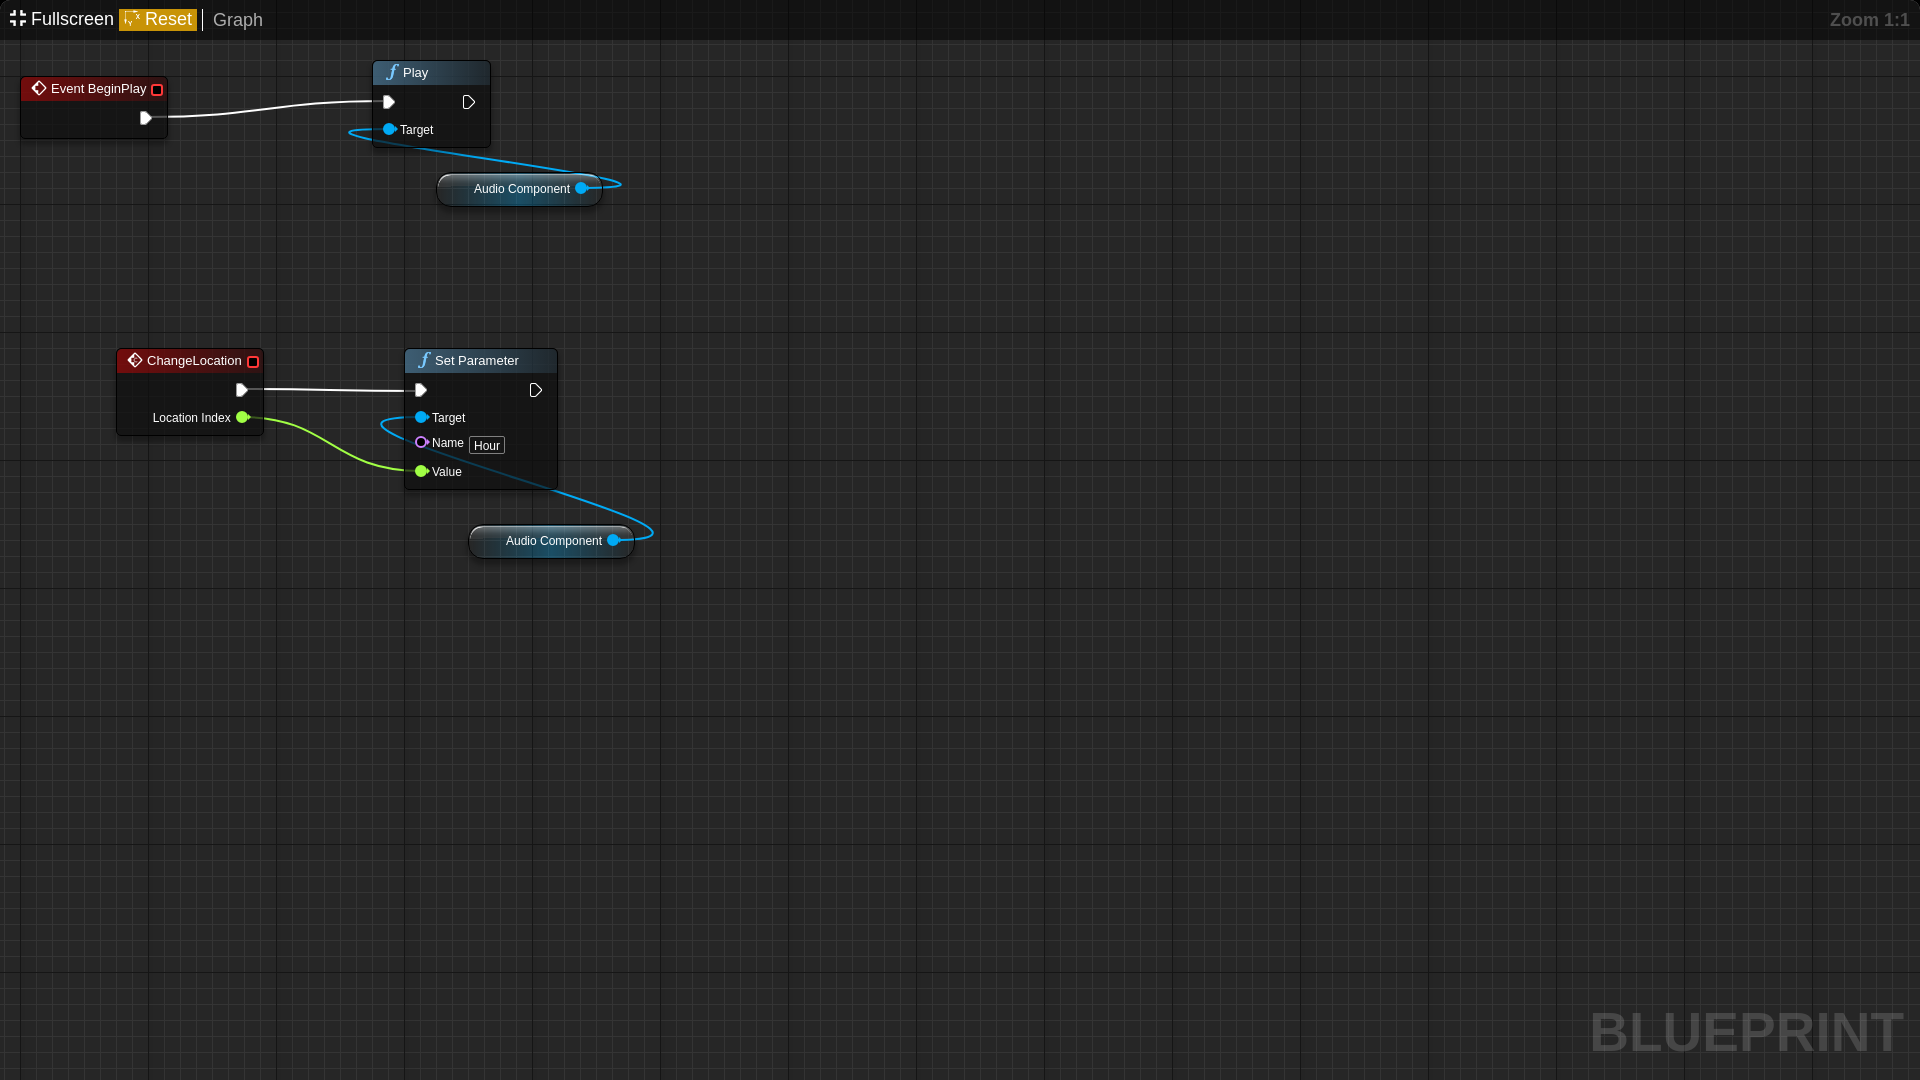 Fullscreen Reset Graph Zoom 1:1
Event BeginPlay
Play
Target
Audio Component
ChangeLocation
Location Index
Set Parameter
Target
Name Hour
Value
Audio Component
BLUEPRINT